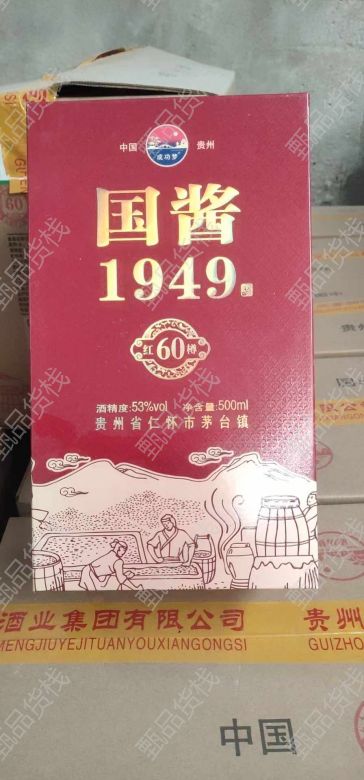 中国 贵州
成功梦
国酱
1949
红60樽
酒精度:53%vol 净含量:500ml
贵州省仁怀市茅台镇
酒业集团有限公司 贵州
MENGJIUYEJITUANYOUXIANGONGSI GUIZHO
中国
甄品货栈